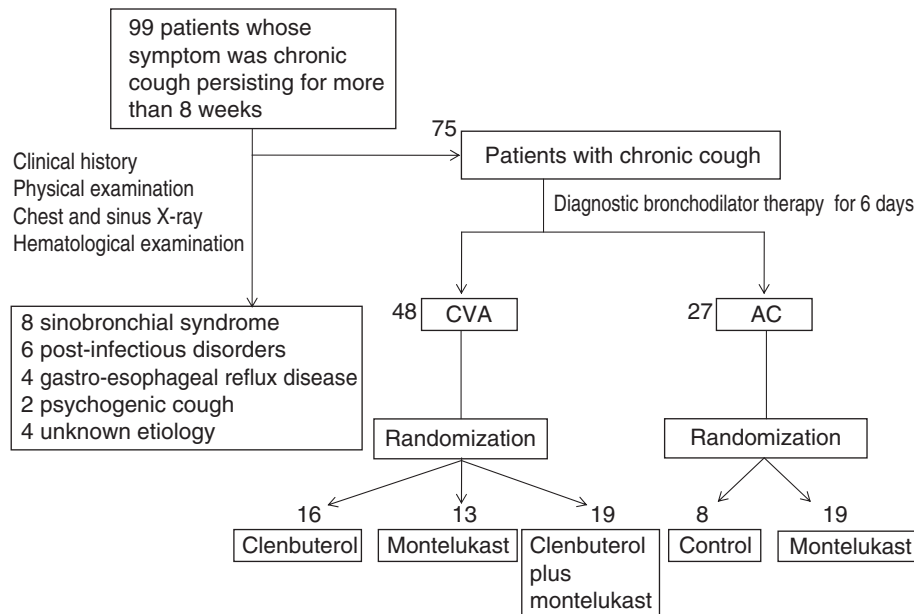 99 patients whose
symptom was chronic
cough persisting for more
than 8 weeks
75
Patients with chronic cough
Clinical history
Physical examination
Chest and sinus X-ray
Hematological examination
Diagnostic bronchodilator therapy for 6 days
8 sinobronchial syndrome
6 post-infectious disorders
4 gastro-esophageal reflux disease
2 psychogenic cough
4 unknown etiology
48
CVA
27
AC
Randomization
Randomization
16
Clenbuterol
13
Montelukast
19
Clenbuterol
plus
montelukast
8
Control
19
Montelukast